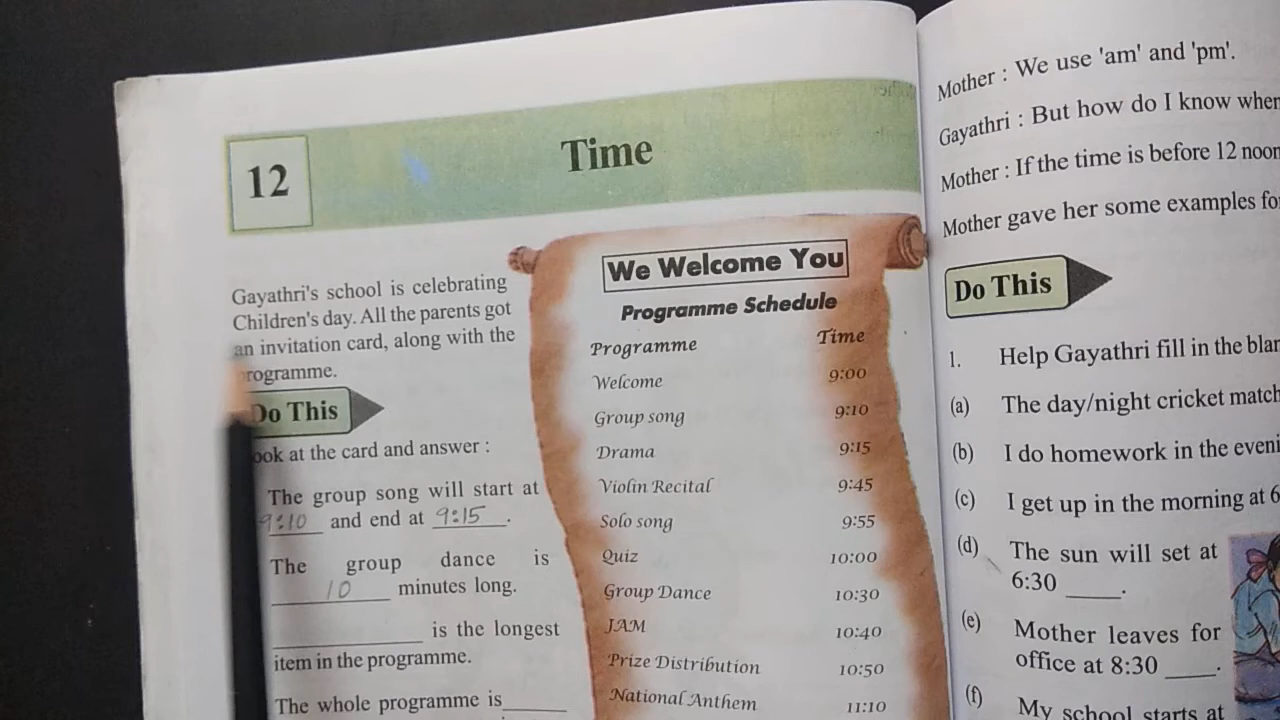 12
Time
Gayathri's school is celebrating
Children's day. All the parents got
an invitation card, along with the
rogramme.
Do This
ook at the card and answer :
The group song will start at
9:10 and end at 9:15.
The group dance is
10 minutes long.
________ is the longest
item in the programme.
The whole programme is____
We Welcome You
Programme Schedule
Programme Time
Welcome 9:00
Group song 9:10
Drama 9:15
Violin Recital 9:45
Solo song 9:55
Quiz 10:00
Group Dance 10:30
JAM 10:40
Prize Distribution 10:50
National Anthem 11:10
Mother : We use 'am' and 'pm'.
Gayathri : But how do I know when
Mother : If the time is before 12 noon
Mother gave her some examples fo
Do This
1. Help Gayathri fill in the blan
(a) The day/night cricket match
(b) I do homework in the eveni
(c) I get up in the morning at 6
(d) The sun will set at
6:30 ____.
(e) Mother leaves for
office at 8:30 ____.
(f) My school starts at